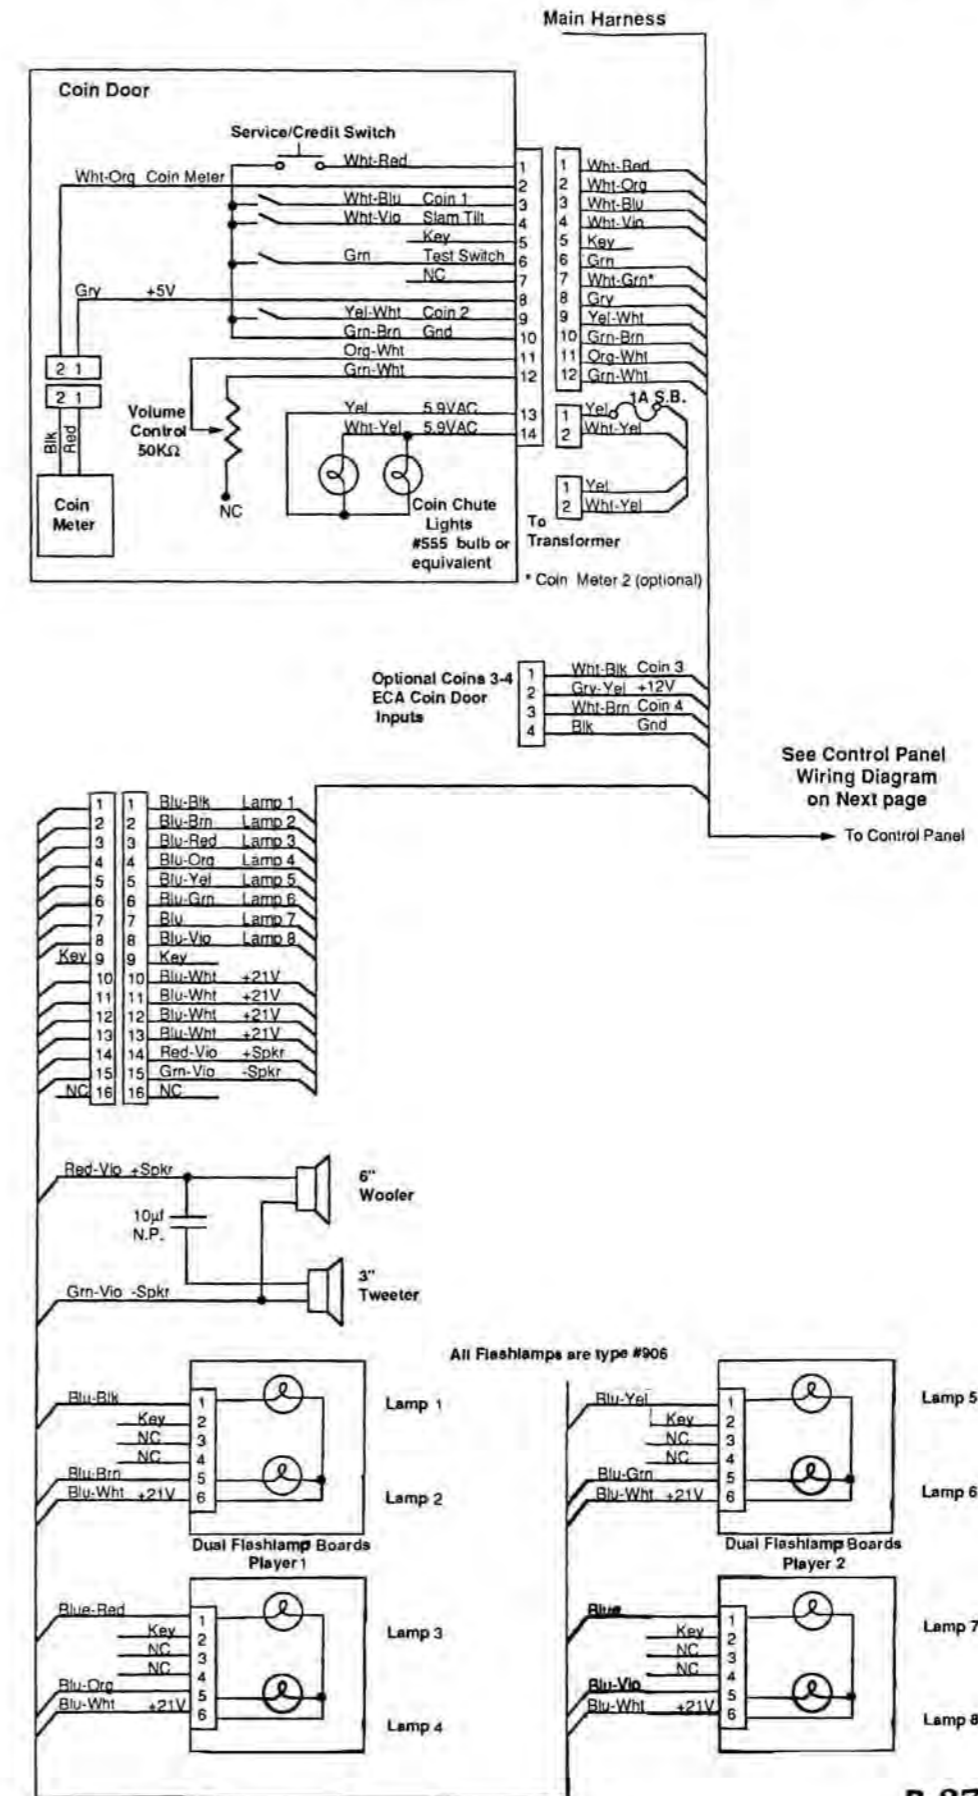 Main Harness
Coin Door
Service/Credit Switch
Wht-Red
Wht-Org Coin Meter
Wht-Blu Coin 1
Wht-Vio Slam Tilt
Key
Grn Test Switch
NC
Gry +5V
Yel-Wht Coin 2
Grn-Brn Gnd
Org-Wht
Grn-Wht
Yel 5.9VAC
Wht-Yel 5.9VAC
1
2
3
4
5
6
7
8
9
10
11
12
13
14
1 Wht-Red
2 Wht-Org
3 Wht-Blu
4 Wht-Vio
5 Key
6 Grn
7 Wht-Grn*
8 Gry
9 Yel-Wht
10 Grn-Brn
11 Org-Wht
12 Grn-Wht
1A S.B.
1 Yel
2 Wht-Yel
1 Yel
2 Wht-Yel
To
Transformer
2 1
2 1
Blk
Red
Coin
Meter
Volume
Control
50KΩ
NC
Coin Chute
Lights
#555 bulb or
equivalent
* Coin Meter 2 (optional)
Optional Coins 3-4
ECA Coin Door
Inputs
1 Wht-Blk Coin 3
2 Gry-Yel +12V
3 Wht-Brn Coin 4
4 Blk Gnd
See Control Panel
Wiring Diagram
on Next page
To Control Panel
1 1 Blu-Blk Lamp 1
2 2 Blu-Brn Lamp 2
3 3 Blu-Red Lamp 3
4 4 Blu-Org Lamp 4
5 5 Blu-Yel Lamp 5
6 6 Blu-Grn Lamp 6
7 7 Blu Lamp 7
8 8 Blu-Vio Lamp 8
Key 9 9 Key
10 10 Blu-Wht +21V
11 11 Blu-Wht +21V
12 12 Blu-Wht +21V
13 13 Blu-Wht +21V
14 14 Red-Vio +Spkr
15 15 Grn-Vio -Spkr
NC 16 16 NC
Red-Vio +Spkr
6"
Woofer
10µf
N.P.
3"
Tweeter
Grn-Vio -Spkr
All Flashlamps are type #906
Blu-Blk 1
Key 2
NC 3
NC 4
Blu-Brn 5
Blu-Wht +21V 6
Lamp 1
Lamp 2
Dual Flashlamp Boards
Player 1
Blue-Red 1
Key 2
NC 3
NC 4
Blu-Org 5
Blu-Wht +21V 6
Lamp 3
Lamp 4
Blu-Yel 1
Key 2
NC 3
NC 4
Blu-Grn 5
Blu-Wht +21V 6
Lamp 5
Lamp 6
Dual Flashlamp Boards
Player 2
Blue 1
Key 2
NC 3
NC 4
Blu-Vio 5
Blu-Wht +21V 6
Lamp 7
Lamp 8